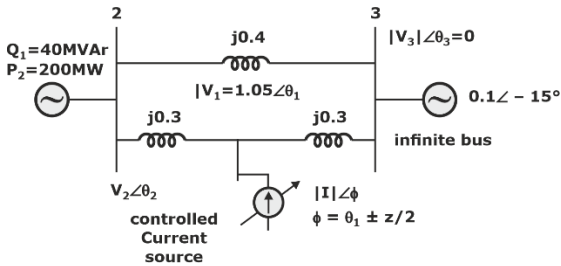 2
3
j0.4
|V₃|∠θ₃=0
Q₁=40MVAr
P₂=200MW
|V₁=1.05∠θ₁
0.1∠ – 15°
j0.3
j0.3
infinite bus
V₂∠θ₂
|I|∠ϕ
controlled
ϕ = θ₁ ± z/2
Current
source